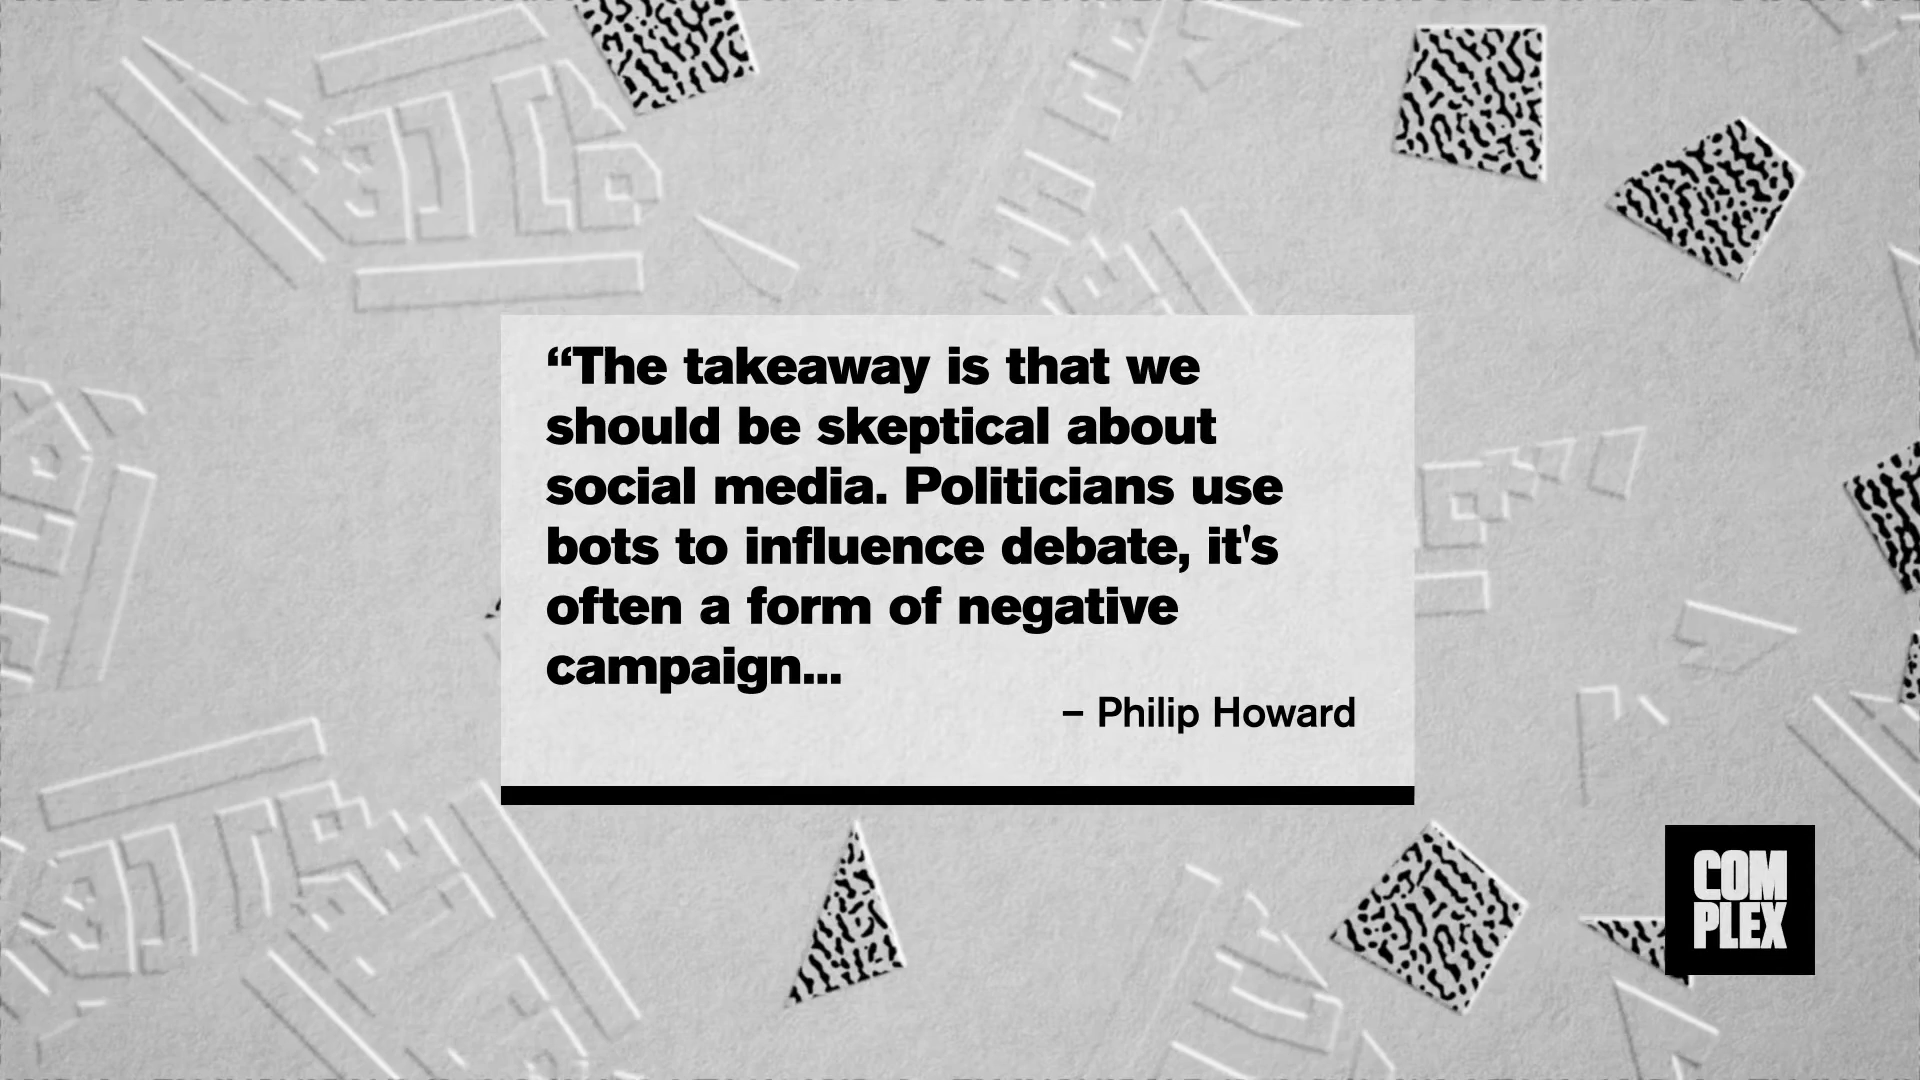 “The takeaway is that we
should be skeptical about
social media. Politicians use
bots to influence debate, it's
often a form of negative
campaign...
– Philip Howard
COM
PLEX